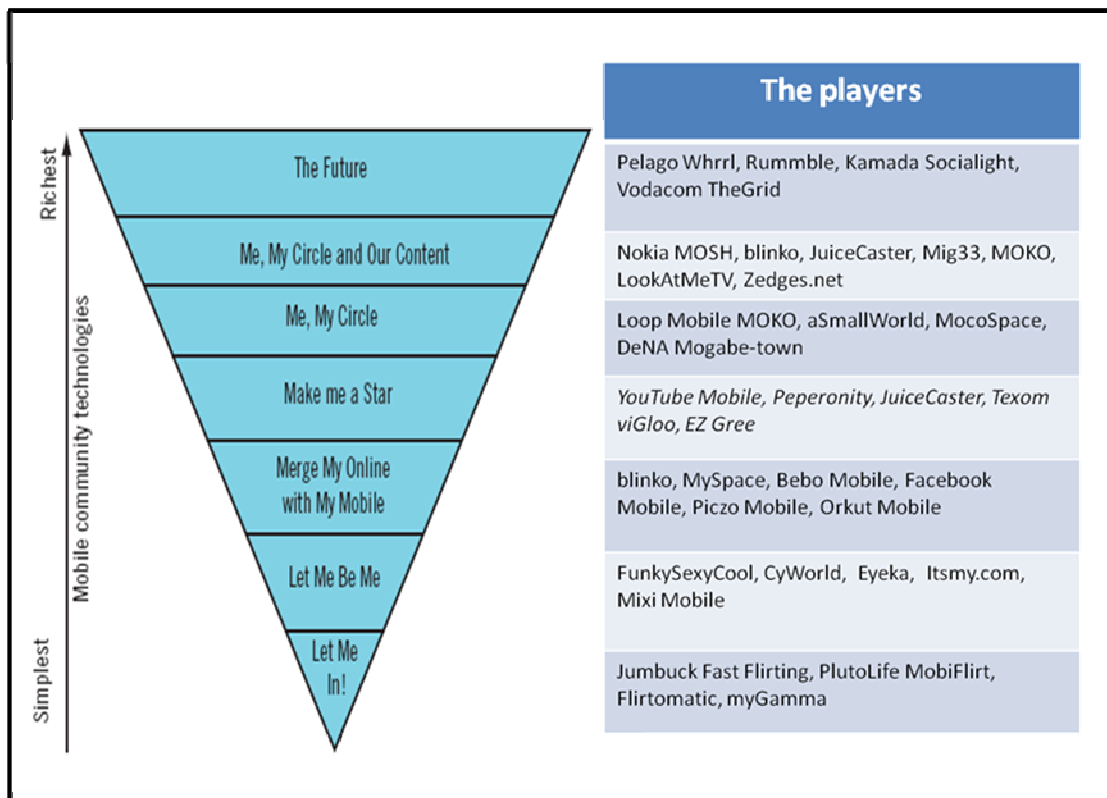 The players
Richest
Mobile community technologies
Simplest
The Future
Pelago Whrrl, Rummble, Kamada Socialight,
Vodacom TheGrid
Me, My Circle and Our Content
Nokia MOSH, blinko, JuiceCaster, Mig33, MOKO,
LookAtMeTV, Zedges.net
Me, My Circle
Loop Mobile MOKO, aSmallWorld, MocoSpace,
DeNA Mogabe-town
Make me a Star
YouTube Mobile, Peperonity, JuiceCaster, Texom
viGloo, EZ Gree
Merge My Online
with My Mobile
blinko, MySpace, Bebo Mobile, Facebook
Mobile, Piczo Mobile, Orkut Mobile
Let Me Be Me
FunkySexyCool, CyWorld, Eyeka, Itsmy.com,
Mixi Mobile
Let Me
In!
Jumbuck Fast Flirting, PlutoLife MobiFlirt,
Flirtomatic, myGamma